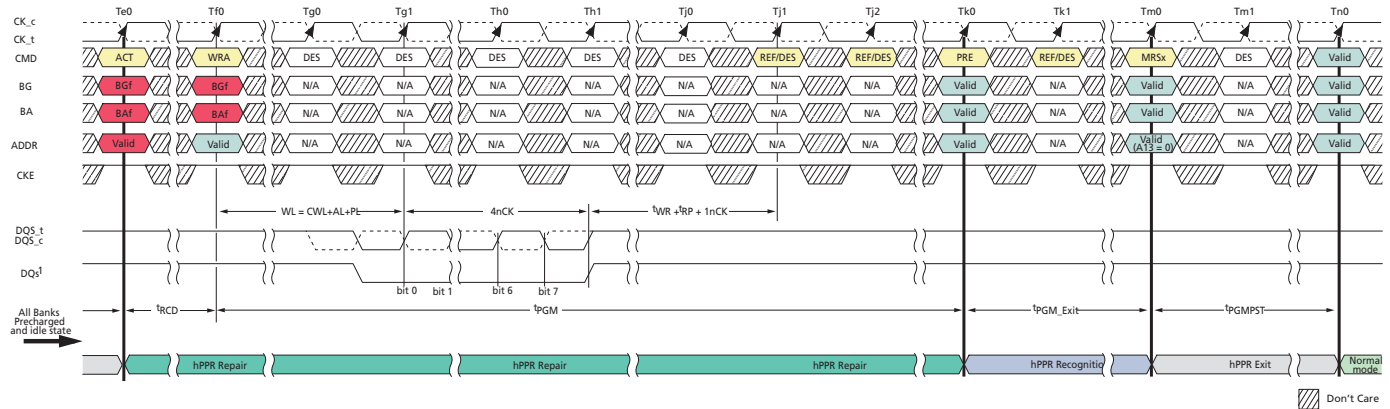 Te0 Tf0 Tg0 Tg1 Th0 Th1 Tj0 Tj1 Tj2 Tk0 Tk1 Tm0 Tm1 Tn0
CK_c
CK_t
CMD ACT WRA DES DES DES DES DES REF/DES REF/DES PRE REF/DES MRSx DES Valid
BG BGf BGf N/A N/A N/A N/A N/A N/A N/A Valid N/A Valid N/A Valid
BA BAf BAf N/A N/A N/A N/A N/A N/A N/A Valid N/A Valid N/A Valid
ADDR Valid Valid N/A N/A N/A N/A N/A N/A N/A Valid N/A Valid (A13 = 0) N/A Valid
CKE
WL = CWL+AL+PL 4nCK tWR +tRP + 1nCK
DQS_t
DQS_c
DQs1
bit 0 bit 1 bit 6 bit 7
All Banks
Precharged
and idle state
tRCD tPGM tPGM_Exit tPGMPST
hPPR Repair hPPR Repair hPPR Repair hPPR Recognitio hPPR Exit Normal
mode
Don't Care